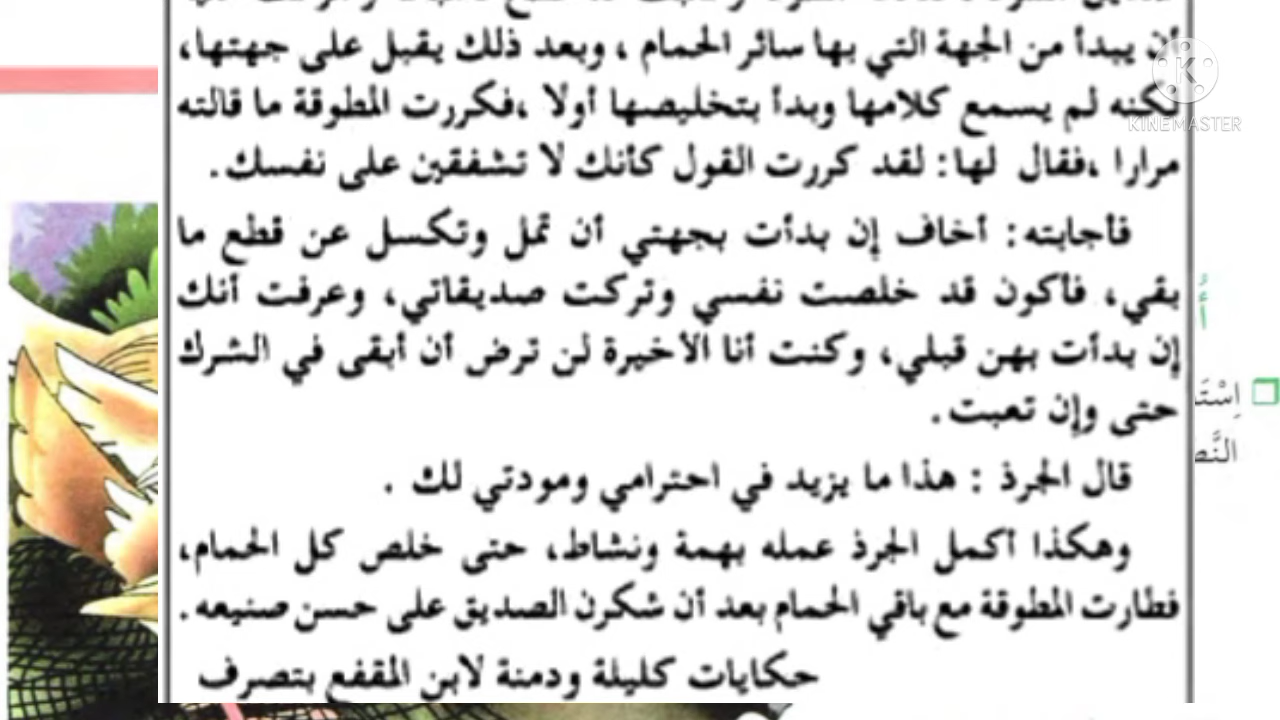 أن يبدأ من الجهة التي بها سائر الحمام ، وبعد ذلك يقبل على جهتها،
لكنه لم يسمع كلامها وبدأ بتخليصها أولا ،فكررت المطوقة ما قالته
مرارا ،فقال لها: لقد كررت القول كأنك لا تشفقين على نفسك.
فأجابته: أخاف إن بدأت بجهتي أن تمل وتكسل عن قطع ما
بقي، فأكون قد خلصت نفسي وتركت صديقاتي، وعرفت أنك
إن بدأت بهن قبلي، وكنت أنا الأخيرة لن ترض أن أبقى في الشرك
حتى وإن تعبت.
قال الجرذ : هذا ما يزيد في احترامي ومودتي لك .
وهكذا أكمل الجرذ عمله بهمة ونشاط، حتى خلص كل الحمام،
فطارت المطوقة مع باقي الحمام بعد أن شكرن الصديق على حسن صنيعه.
حكايات كليلة ودمنة لابن المقفع بتصرف
KINEMASTER